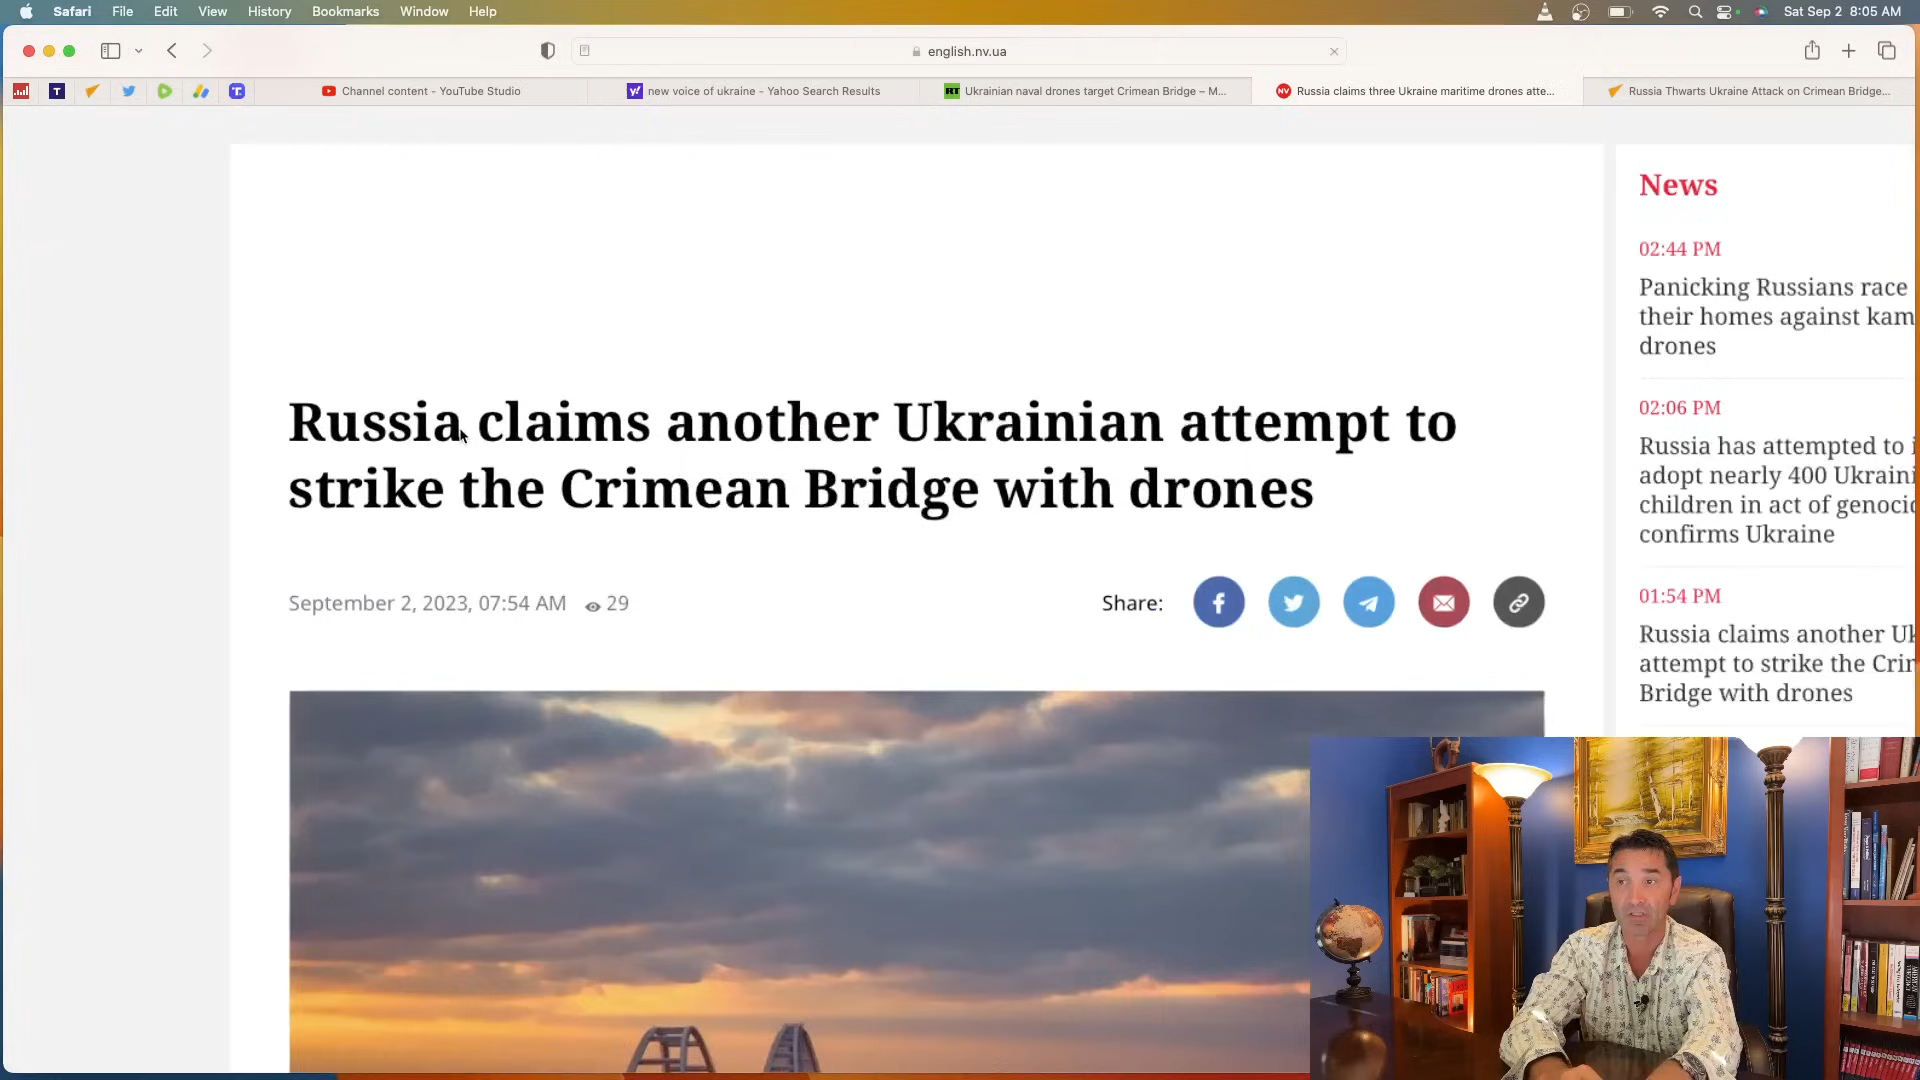 Safari File Edit View History Bookmarks Window Help
Sat Sep 2 8:05 AM
english.nv.ua
Channel content - YouTube Studio
new voice of ukraine - Yahoo Search Results
RT
Ukrainian naval drones target Crimean Bridge – M...
NV
Russia claims three Ukraine maritime drones atte...
Russia Thwarts Ukraine Attack on Crimean Bridge...
Russia claims another Ukrainian attempt to
strike the Crimean Bridge with drones
September 2, 2023, 07:54 AM 29
Share:
News
02:44 PM
Panicking Russians race
their homes against kam
drones
02:06 PM
Russia has attempted to i
adopt nearly 400 Ukraini
children in act of genocid
confirms Ukraine
01:54 PM
Russia claims another Uk
attempt to strike the Crim
Bridge with drones